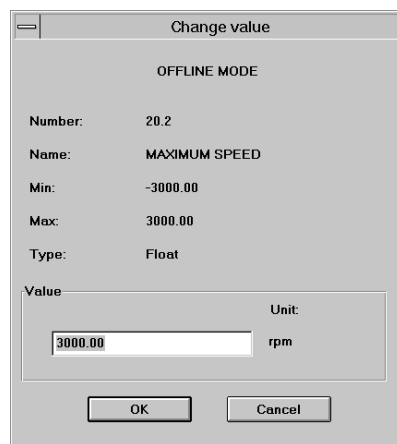 Change value
OFFLINE MODE
Number: 20.2
Name: MAXIMUM SPEED
Min: -3000.00
Max: 3000.00
Type: Float
Value
Unit:
3000.00 rpm
OK Cancel